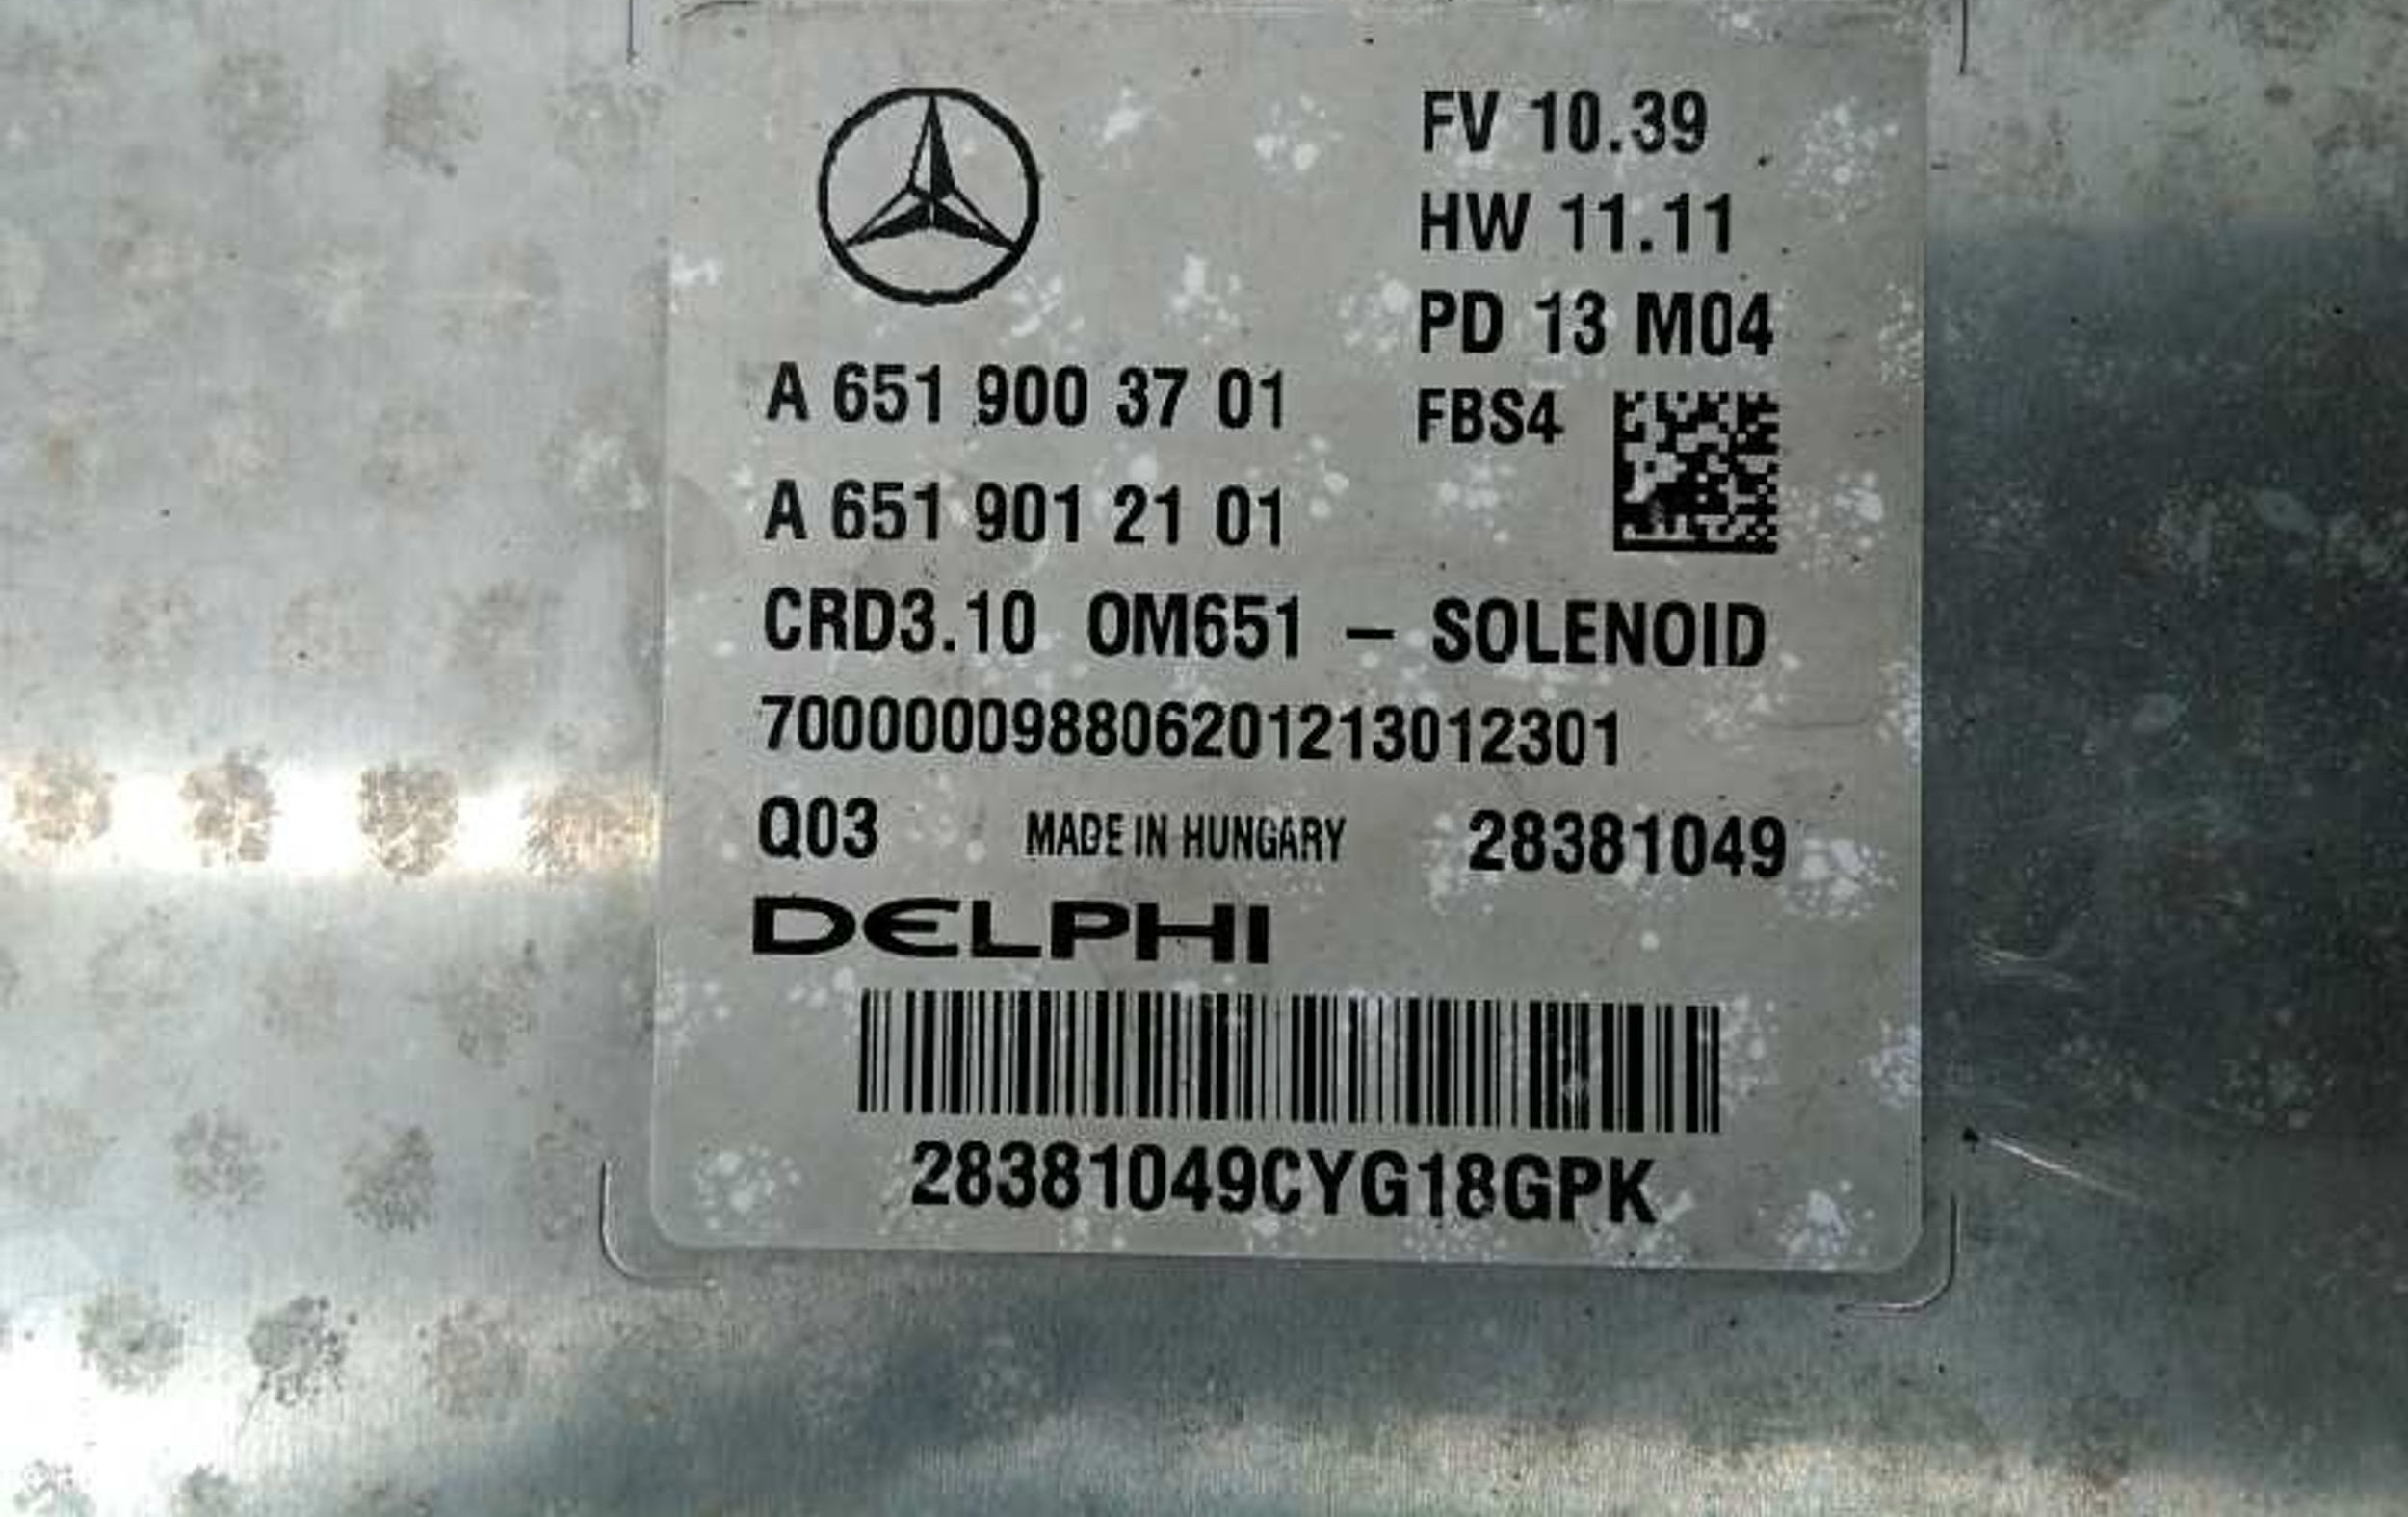 FV 10.39
HW 11.11
PD 13 M04
A 651 900 37 01 FBS4
A 651 901 21 01
CRD3.10 OM651 – SOLENOID
7000000988062012130​12301
Q03 MADE IN HUNGARY 28381049
DELPHI
28381049CYG18GPK